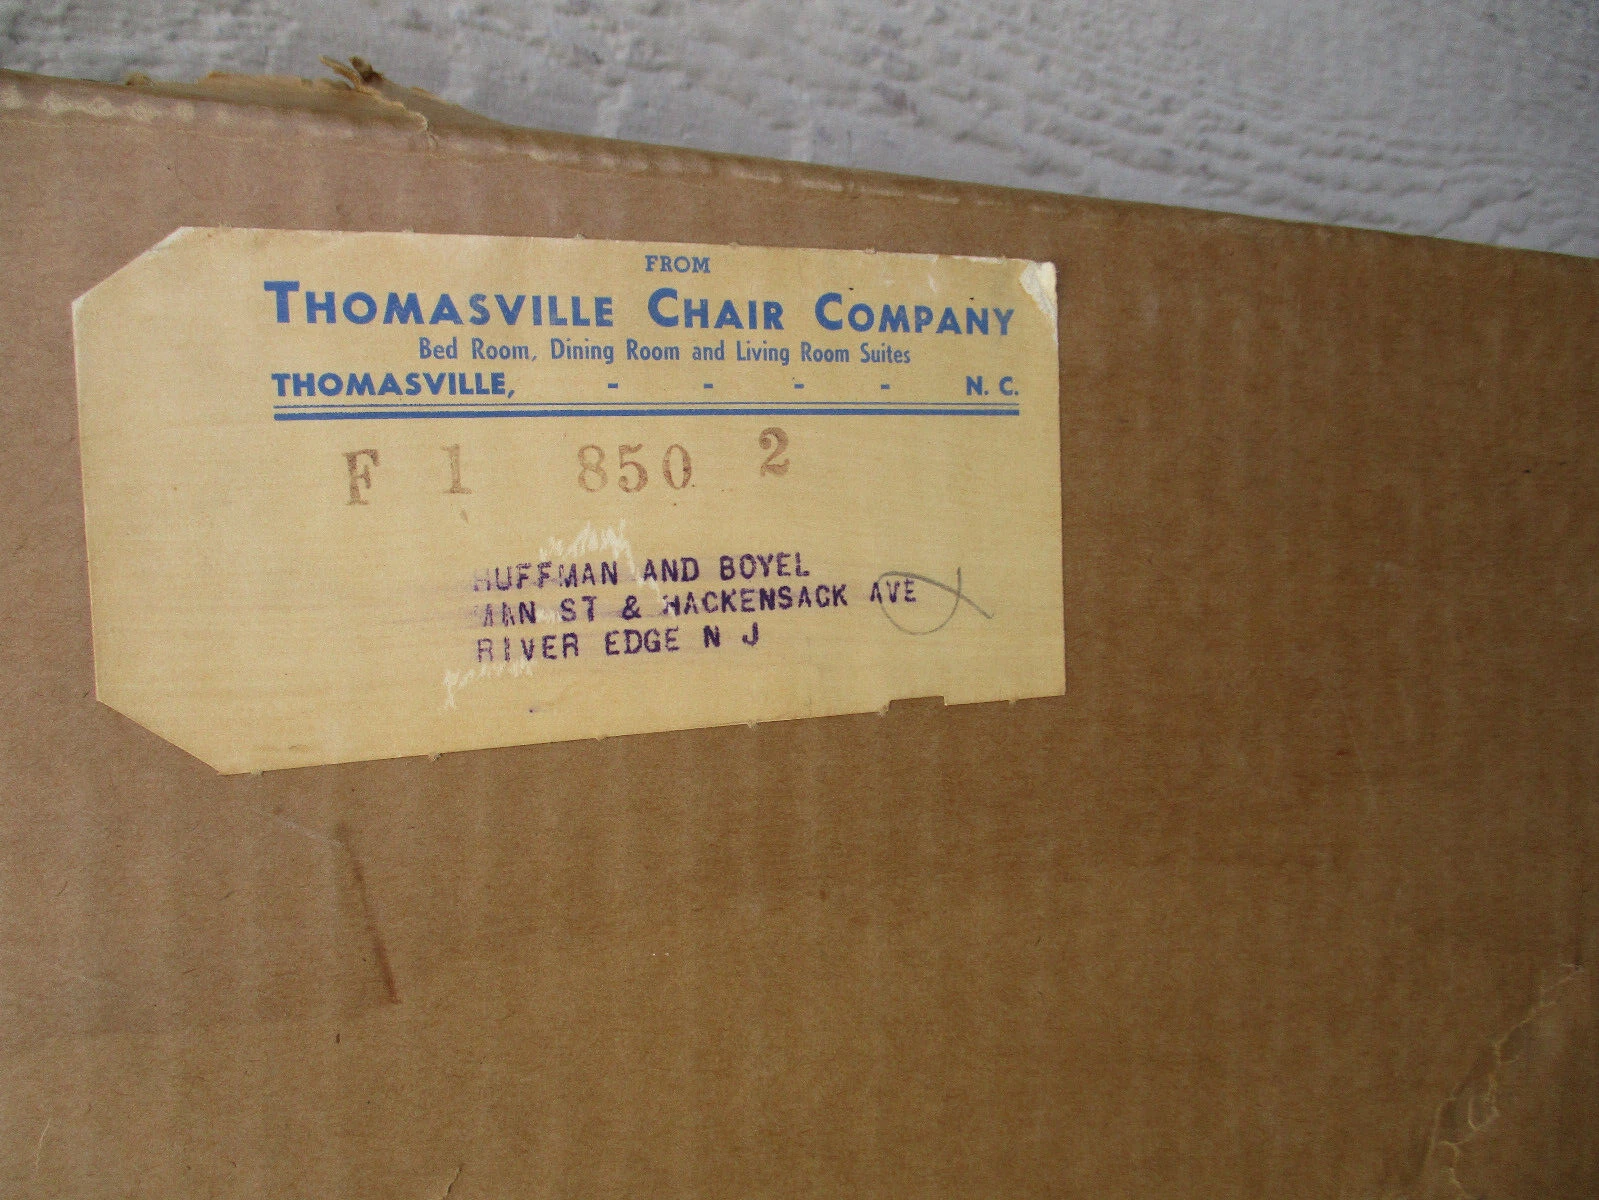 FROM
THOMASVILLE CHAIR COMPANY
Bed Room, Dining Room and Living Room Suites
THOMASVILLE, - - - - N. C.
F 1 850 2
HUFFMAN AND BOYEL
MAIN ST & HACKENSACK AVE
RIVER EDGE N J